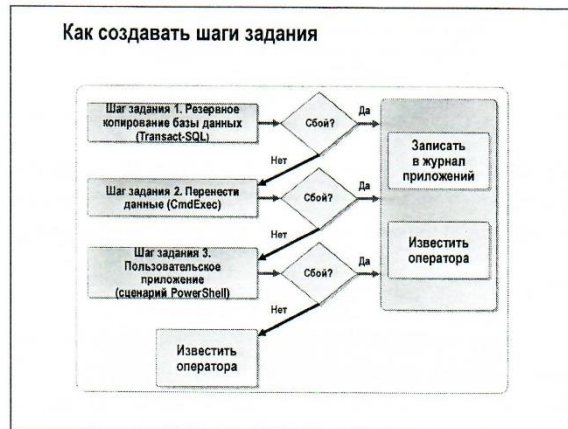 Как создавать шаги задания
Шаг задания 1. Резервное
копирование базы данных
(Transact-SQL)
Сбой?
Да
Записать
в журнал
приложений
Нет
Шаг задания 2. Перенести
данные (CmdExec)
Сбой?
Да
Известить
оператора
Нет
Шаг задания 3.
Пользовательское
приложение
(сценарий PowerShell)
Сбой?
Да
Нет
Известить
оператора